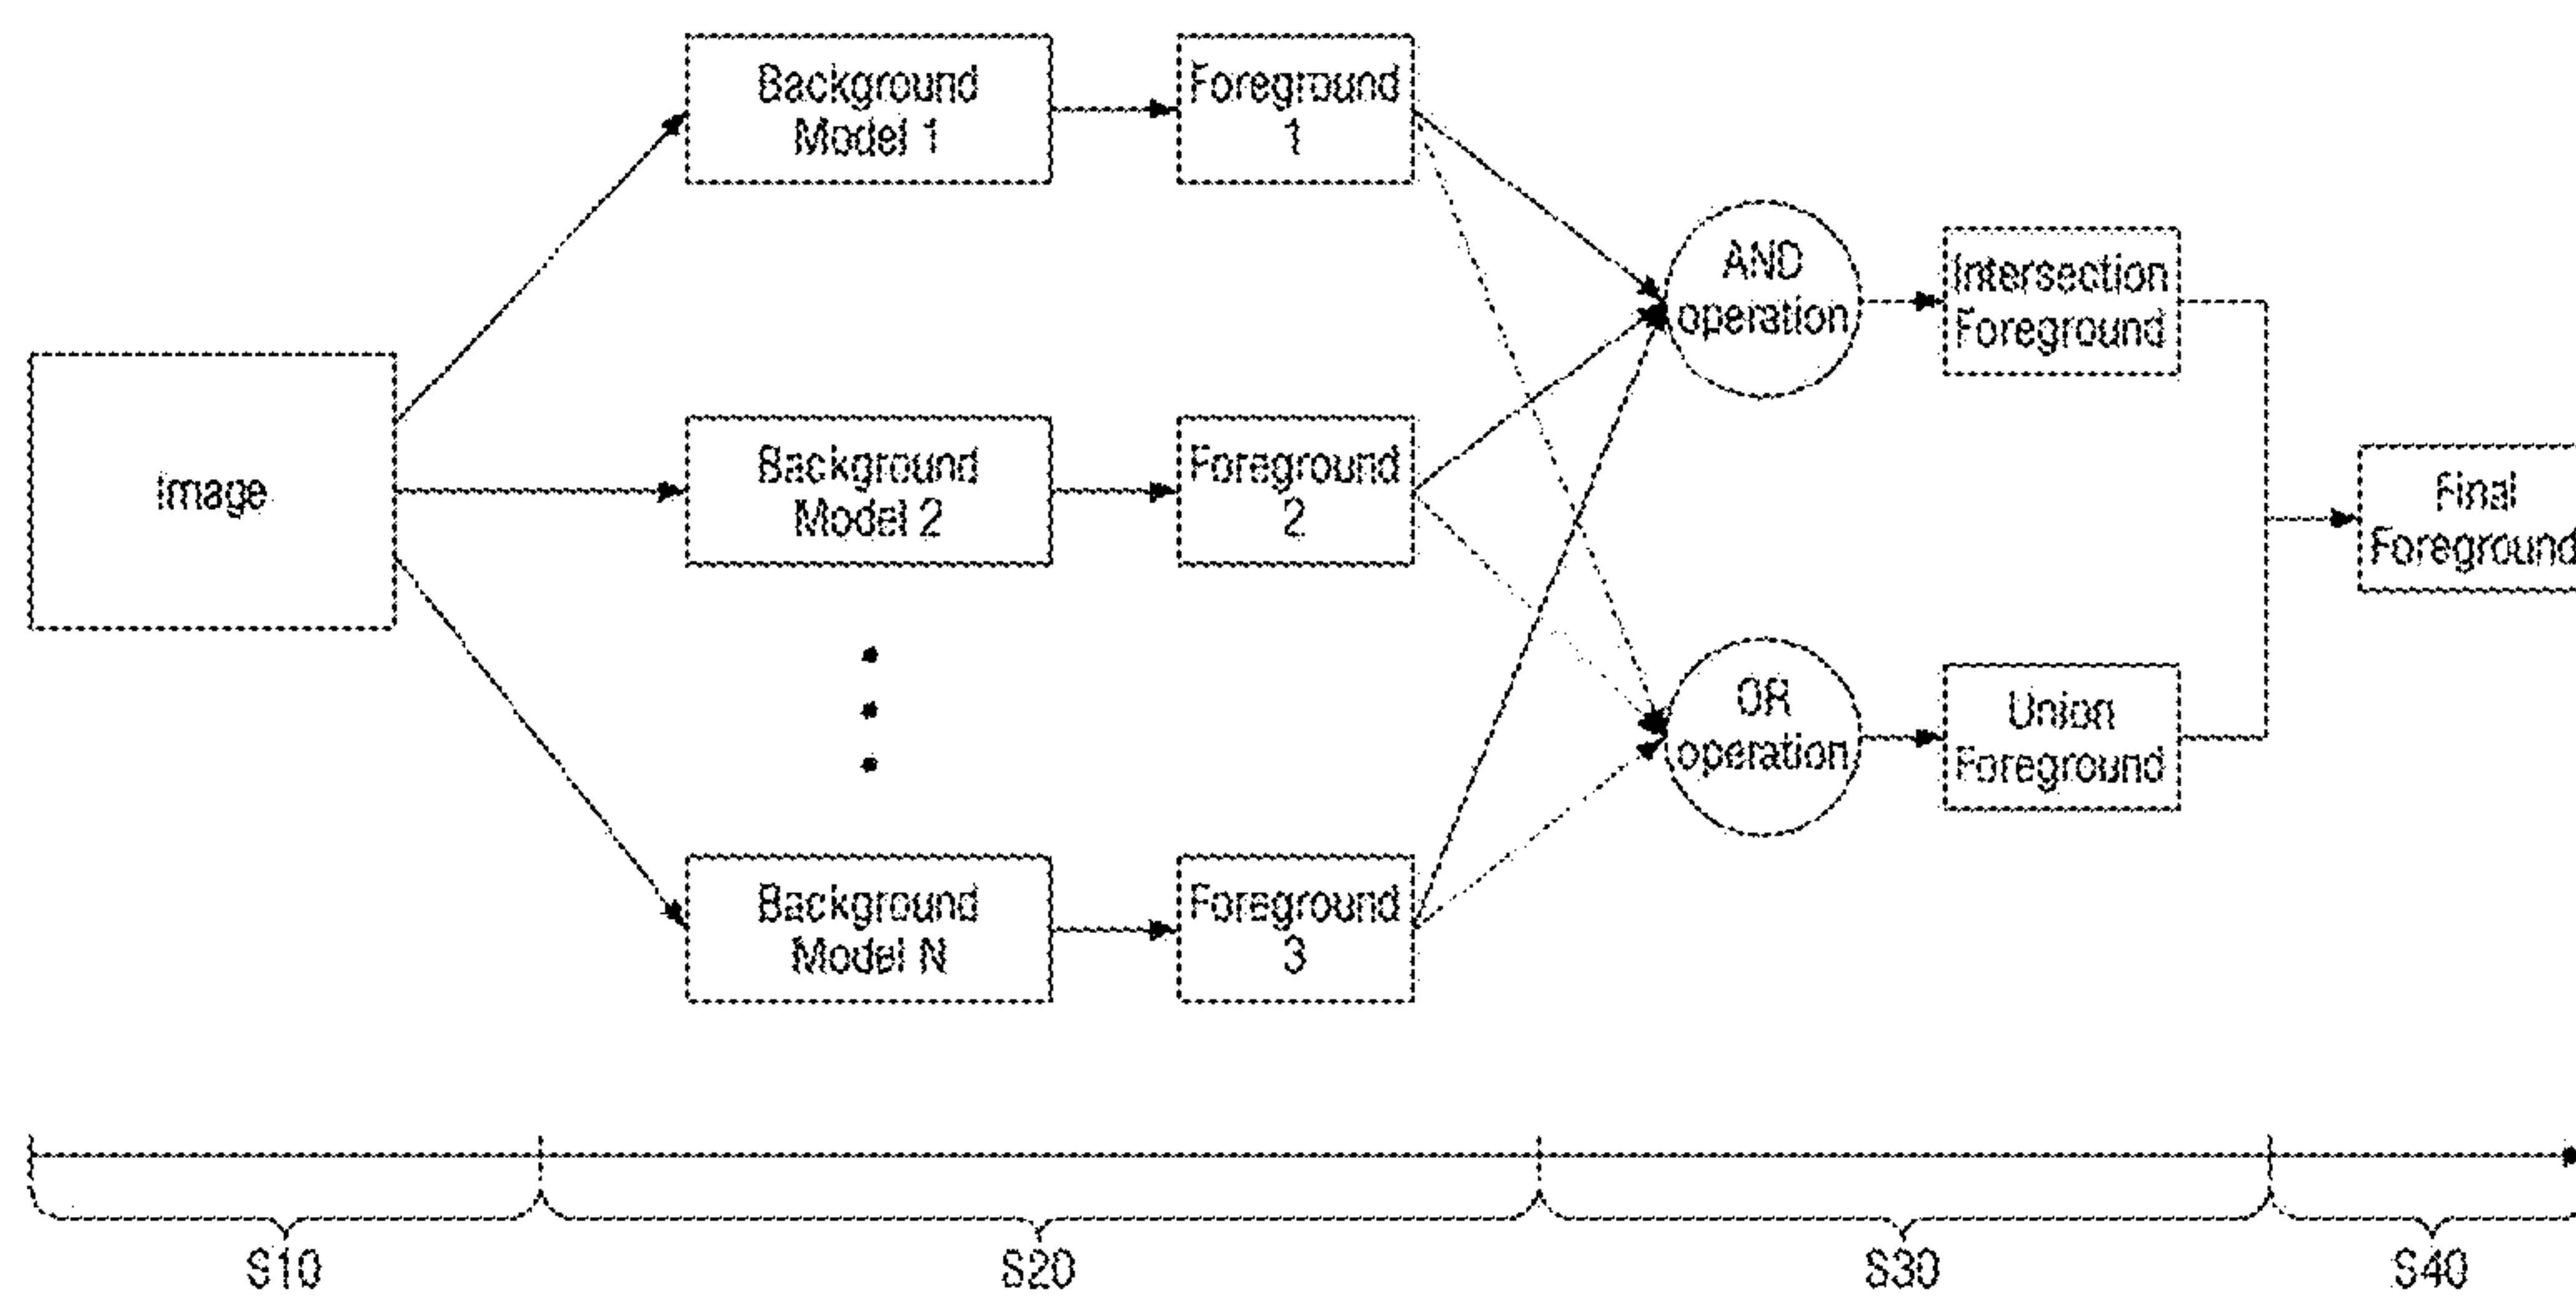 Background
Model 1
Foreground
1
AND
operation
Intersection
Foreground
Image
Background
Model 2
Foreground
2
Final
Foreground
OR
operation
Union
Foreground
Background
Model N
Foreground
3
S10
S20
S30
S40